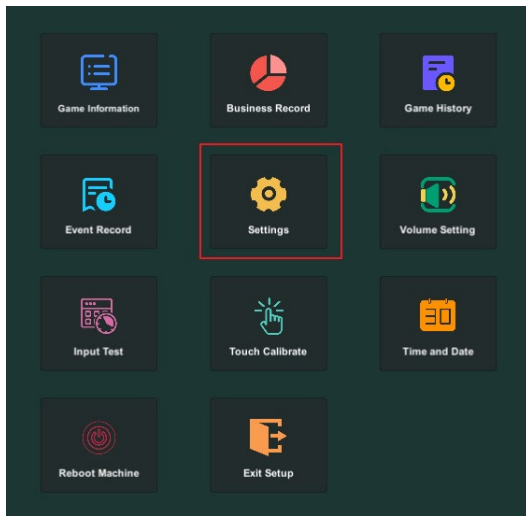 Game Information
Business Record
Game History
Event Record
Settings
Volume Setting
Input Test
Touch Calibrate
30
Time and Date
Reboot Machine
Exit Setup